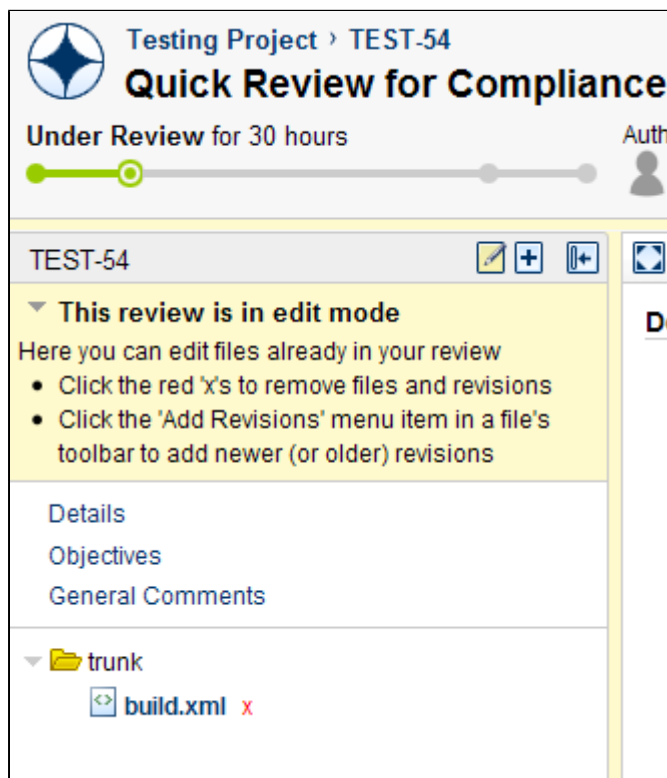 Testing Project › TEST-54
Quick Review for Compliance
Under Review for 30 hours
Auth
TEST-54
This review is in edit mode
Here you can edit files already in your review
• Click the red 'x's to remove files and revisions
• Click the 'Add Revisions' menu item in a file's
toolbar to add newer (or older) revisions
Details
Objectives
General Comments
trunk
build.xml x